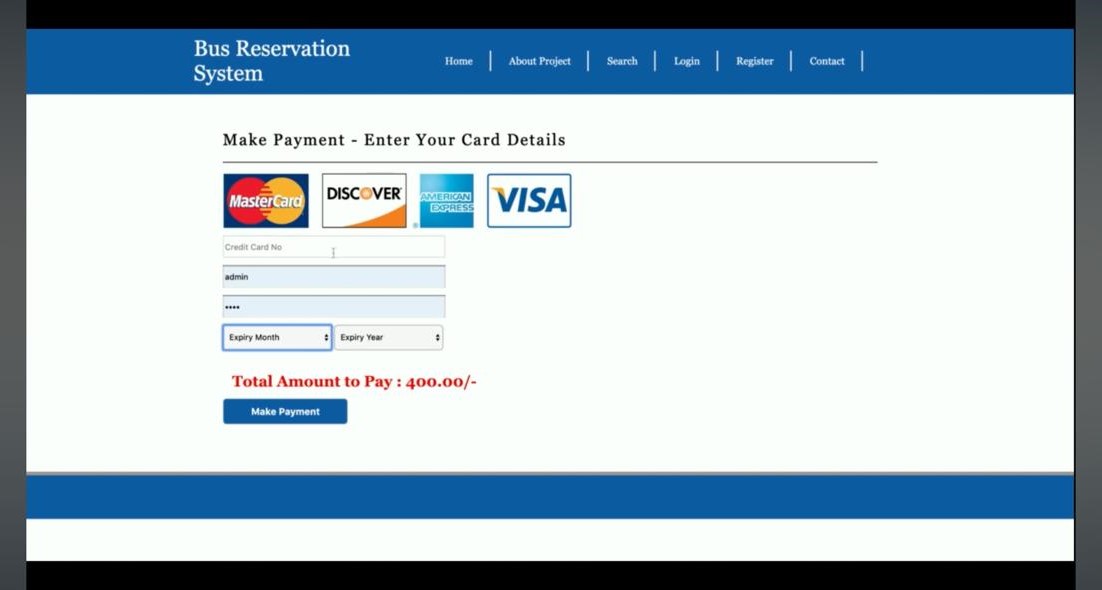 Bus Reservation
System
Home
About Project
Search
Login
Register
Contact
Make Payment - Enter Your Card Details
MasterCard
DISCOVER
AMERICAN
EXPRESS
VISA
Credit Card No
admin
••••
Expiry Month
Expiry Year
Total Amount to Pay : 400.00/-
Make Payment